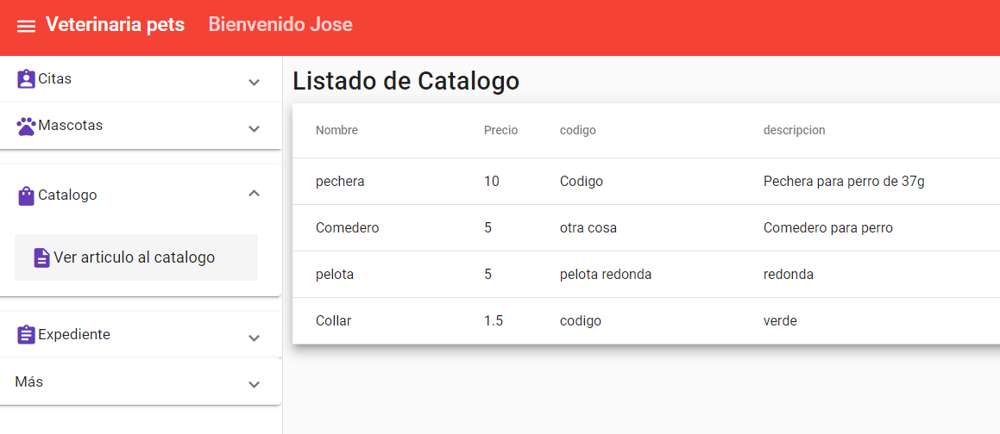 Veterinaria pets Bienvenido Jose
Citas
Mascotas
Catalogo
Ver articulo al catalogo
Expediente
Más
Listado de Catalogo
Nombre Precio codigo descripcion
pechera 10 Codigo Pechera para perro de 37g
Comedero 5 otra cosa Comedero para perro
pelota 5 pelota redonda redonda
Collar 1.5 codigo verde